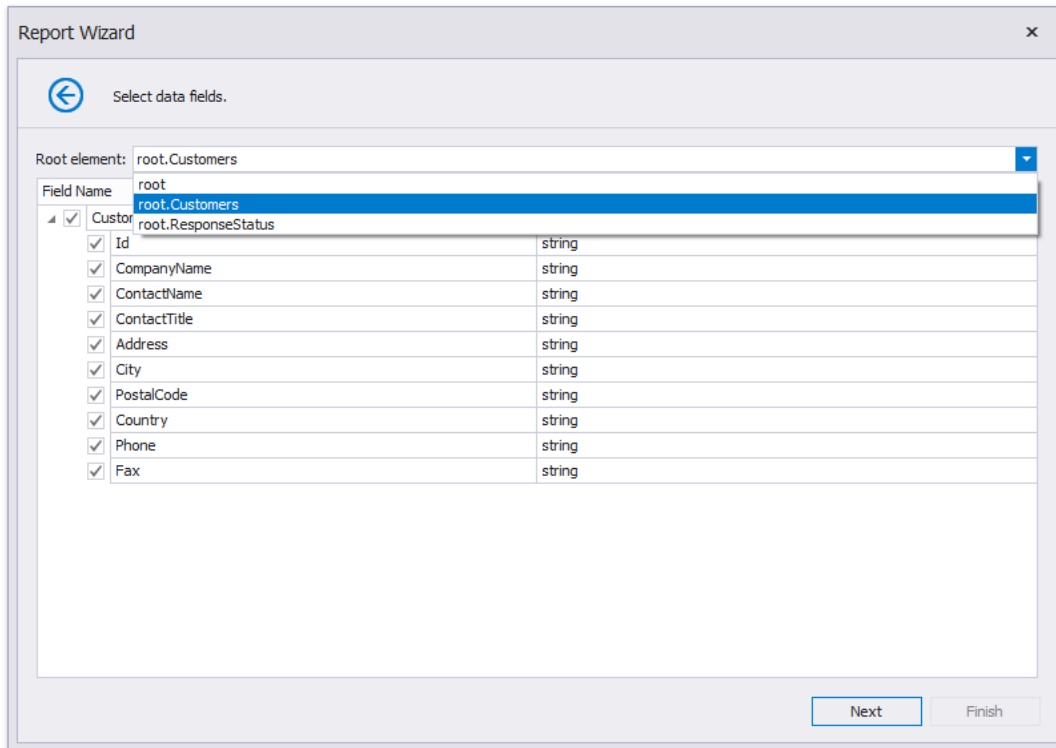 Report Wizard
Select data fields.
Root element: root.Customers
Field Name
root
root.Customers
root.ResponseStatus
Id string
CompanyName string
ContactName string
ContactTitle string
Address string
City string
PostalCode string
Country string
Phone string
Fax string
Next Finish